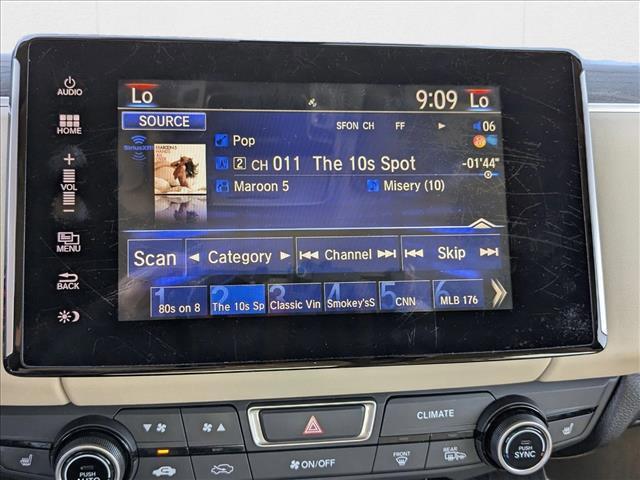 AUDIO
HOME
+
VOL
MENU
BACK
Lo 9:09 Lo
SOURCE SFON CH FF 06
SiriusXM Pop
2 CH 011 The 10s Spot -01'44"
Maroon 5 Misery (10)
Scan Category Channel Skip
1 2 3 4 5 6
80s on 8 The 10s Sp Classic Vin Smokey'sS CNN MLB 176
CLIMATE
PUSH AUTO ON/OFF FRONT REAR PUSH SYNC